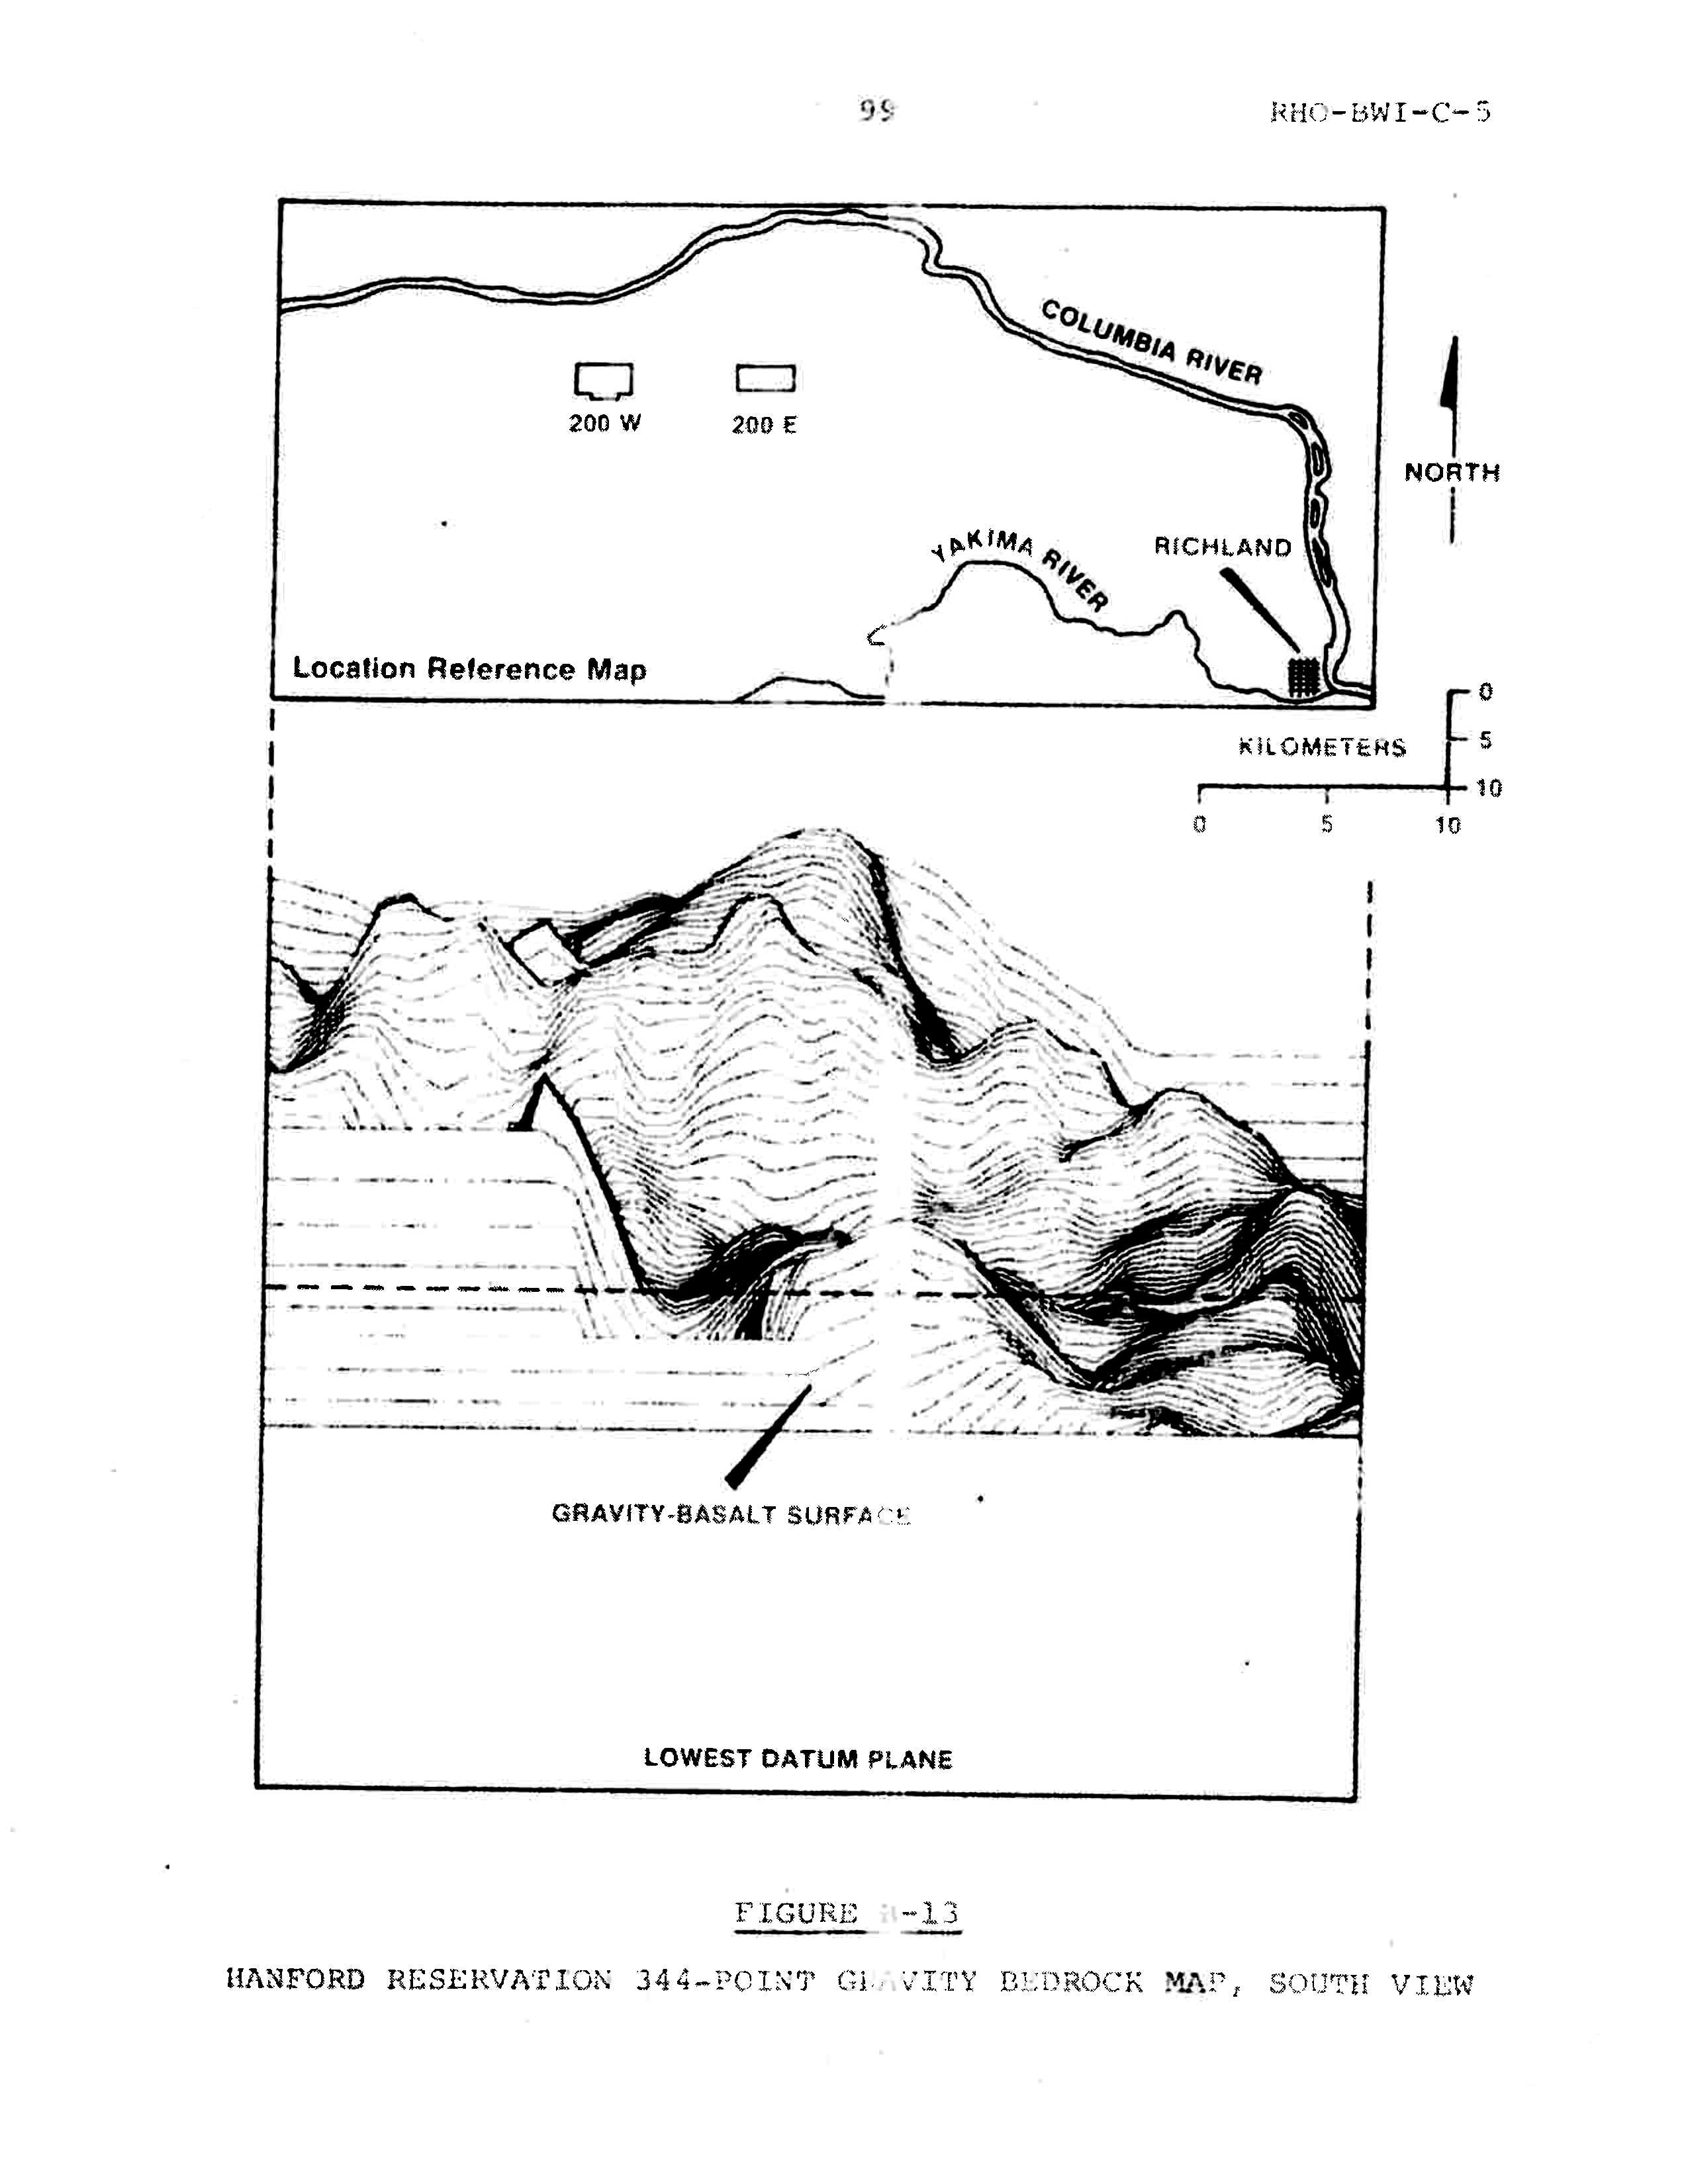 99
RHO-BWI-C-5
COLUMBIA RIVER
200 W
200 E
NORTH
YAKIMA RIVER
RICHLAND
Location Reference Map
0
KILOMETERS
5
10
0
5
10
GRAVITY-BASALT SURFACE
LOWEST DATUM PLANE
FIGURE -13
HANFORD RESERVATION 344-POINT GRAVITY BEDROCK MAP, SOUTH VIEW